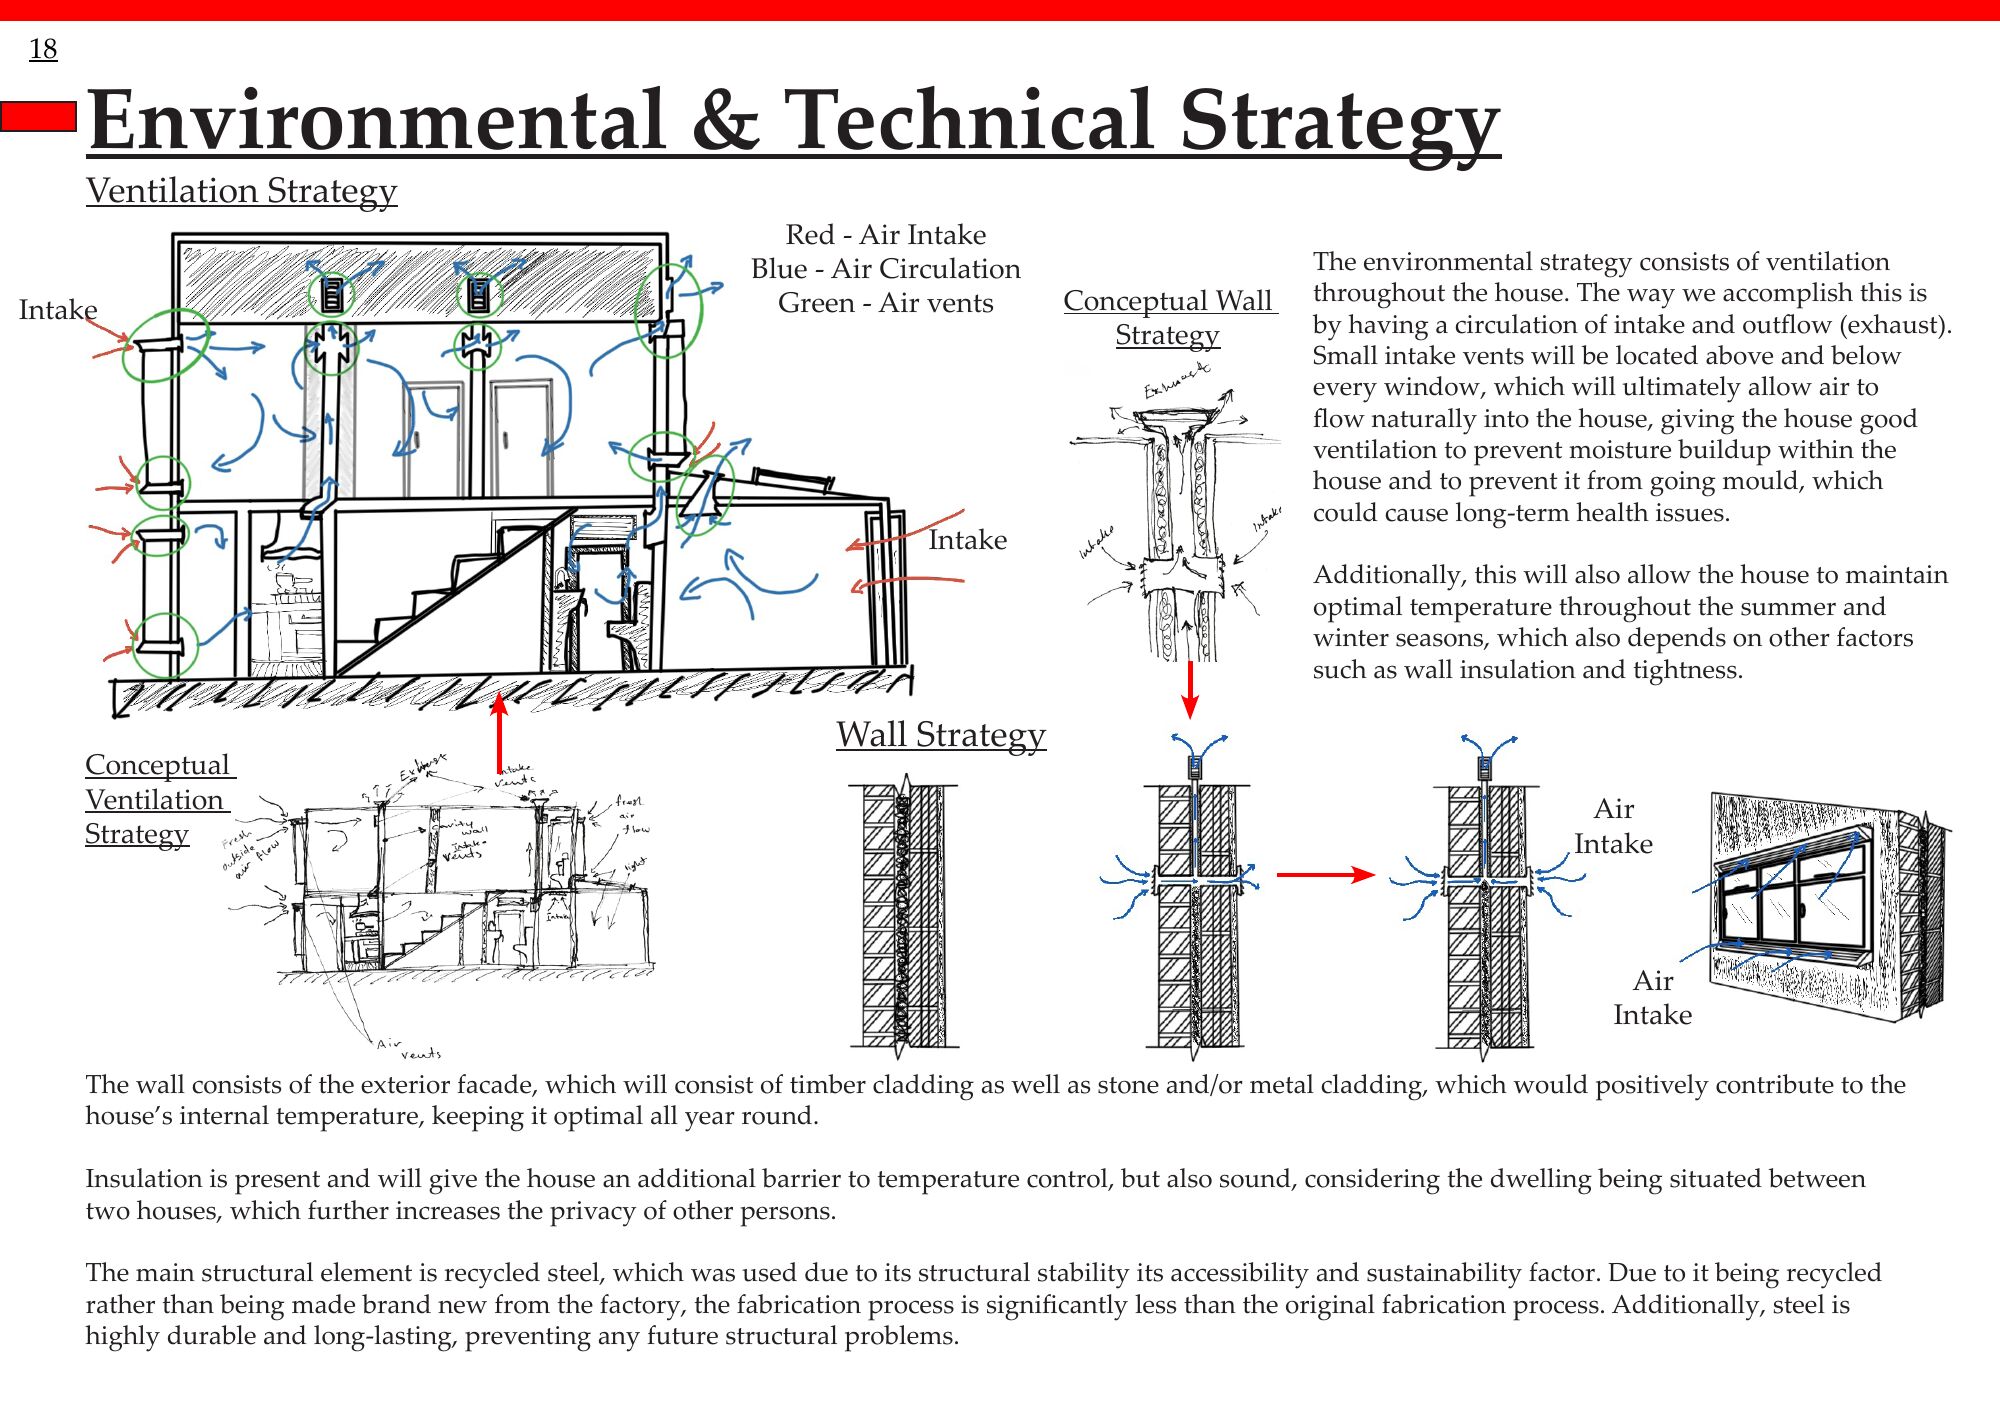 18
Environmental & Technical Strategy
Ventilation Strategy
Red - Air Intake
Blue - Air Circulation
Green - Air vents
Intake
Intake
Conceptual Wall
Strategy
Exhaust
Intake
Intake
The environmental strategy consists of ventilation
throughout the house. The way we accomplish this is
by having a circulation of intake and outflow (exhaust).
Small intake vents will be located above and below
every window, which will ultimately allow air to
flow naturally into the house, giving the house good
ventilation to prevent moisture buildup within the
house and to prevent it from going mould, which
could cause long-term health issues.
Additionally, this will also allow the house to maintain
optimal temperature throughout the summer and
winter seasons, which also depends on other factors
such as wall insulation and tightness.
Conceptual
Ventilation
Strategy
Exhaust
Intake
vents
Fresh
outside
air flow
cavity
wall
Intake
vents
fresh
air
flow
light
Intake
Air
vents
Wall Strategy
Air
Intake
Air
Intake
The wall consists of the exterior facade, which will consist of timber cladding as well as stone and/or metal cladding, which would positively contribute to the
house’s internal temperature, keeping it optimal all year round.
Insulation is present and will give the house an additional barrier to temperature control, but also sound, considering the dwelling being situated between
two houses, which further increases the privacy of other persons.
The main structural element is recycled steel, which was used due to its structural stability its accessibility and sustainability factor. Due to it being recycled
rather than being made brand new from the factory, the fabrication process is significantly less than the original fabrication process. Additionally, steel is
highly durable and long-lasting, preventing any future structural problems.